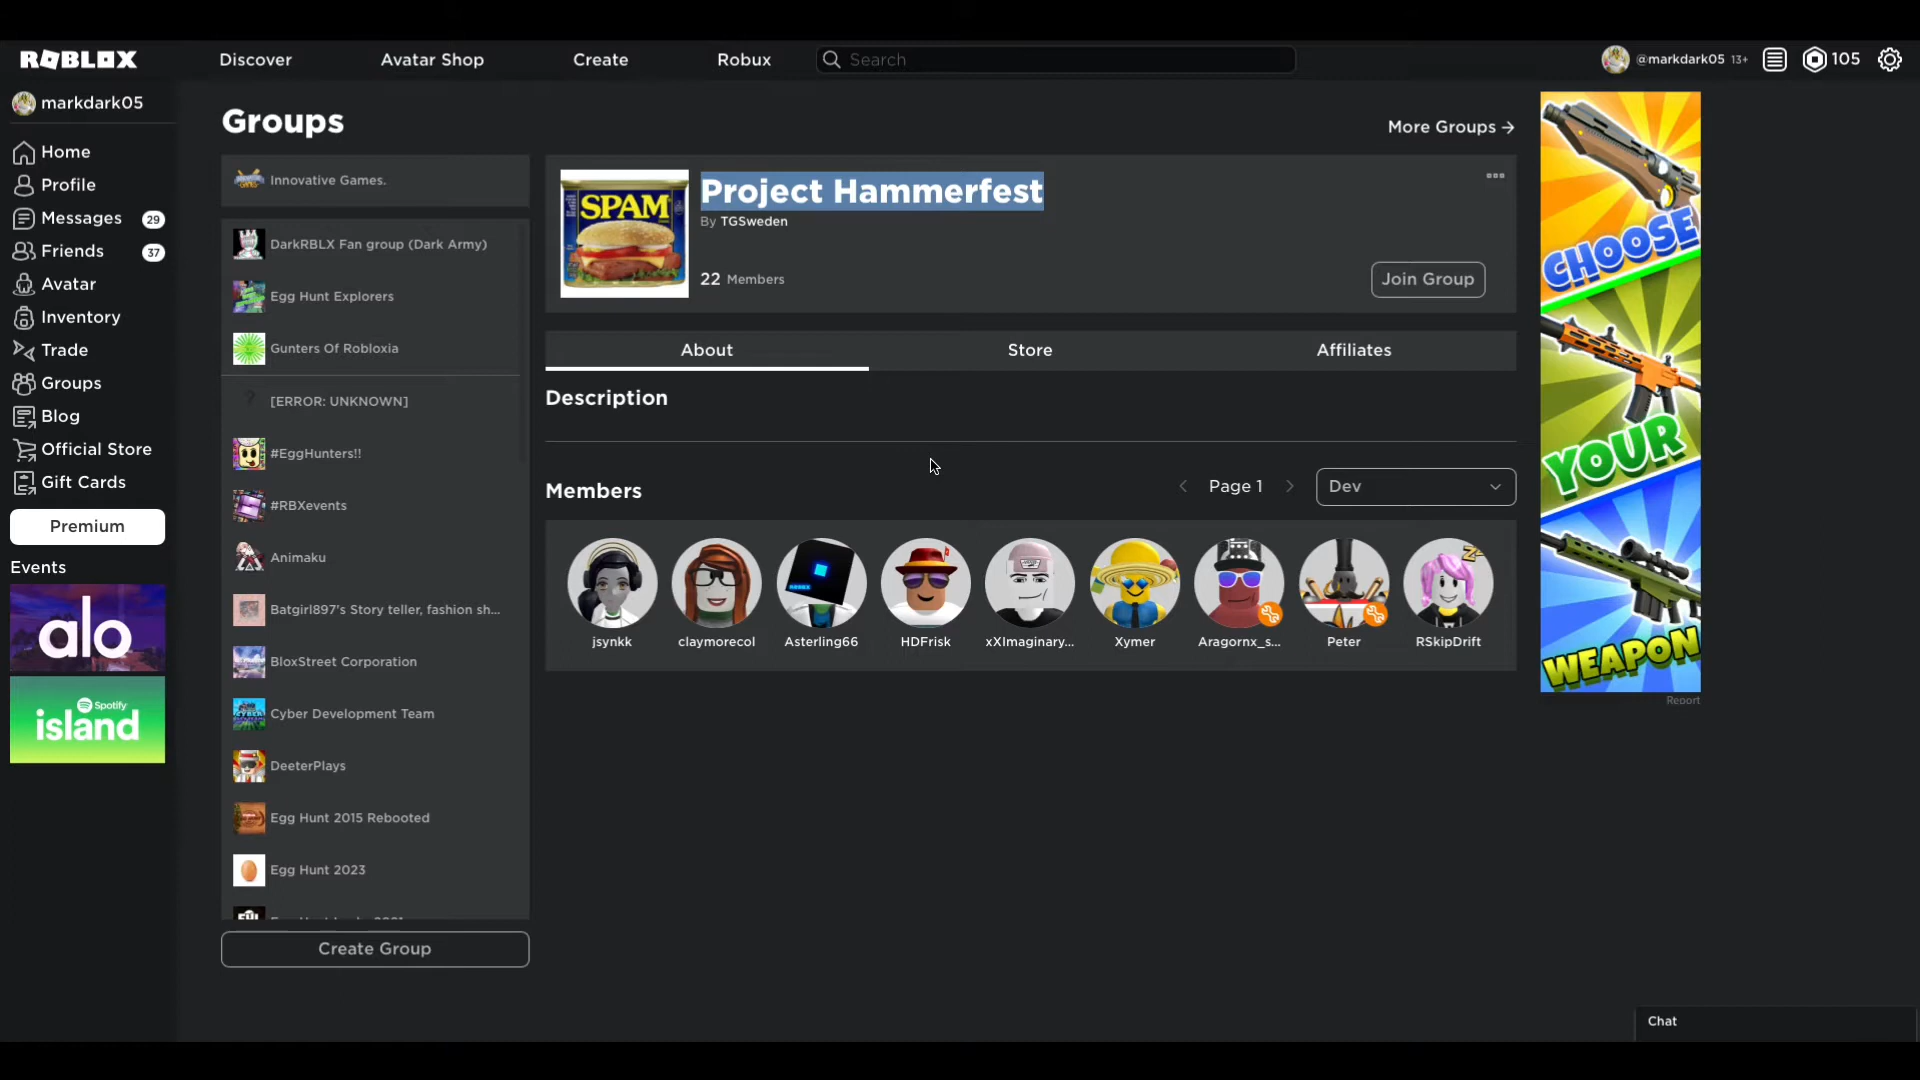 ROBLOX
Discover
Avatar Shop
Create
Robux
Search
@markdark05 13+
105
markdark05
Home
Profile
Messages 29
Friends 37
Avatar
Inventory
Trade
Groups
Blog
Official Store
Gift Cards
Premium
Events
alo
Spotify
island
Groups
More Groups →
Innovative Games.
DarkRBLX Fan group (Dark Army)
Egg Hunt Explorers
Gunters Of Robloxia
[ERROR: UNKNOWN]
#EggHunters!!
#RBXevents
Animaku
Batgirl897's Story teller, fashion sh...
BloxStreet Corporation
Cyber Development Team
DeeterPlays
Egg Hunt 2015 Rebooted
Egg Hunt 2023
Create Group
SPAM
Project Hammerfest
By TGSweden
22 Members
Join Group
About
Store
Affiliates
Description
Members
Page 1
Dev
jsynkk
claymorecol
Asterling66
HDFrisk
xXImaginary...
Xymer
Aragornx_s...
Peter
RSkipDrift
CHOOSE
YOUR
WEAPON
Report
Chat